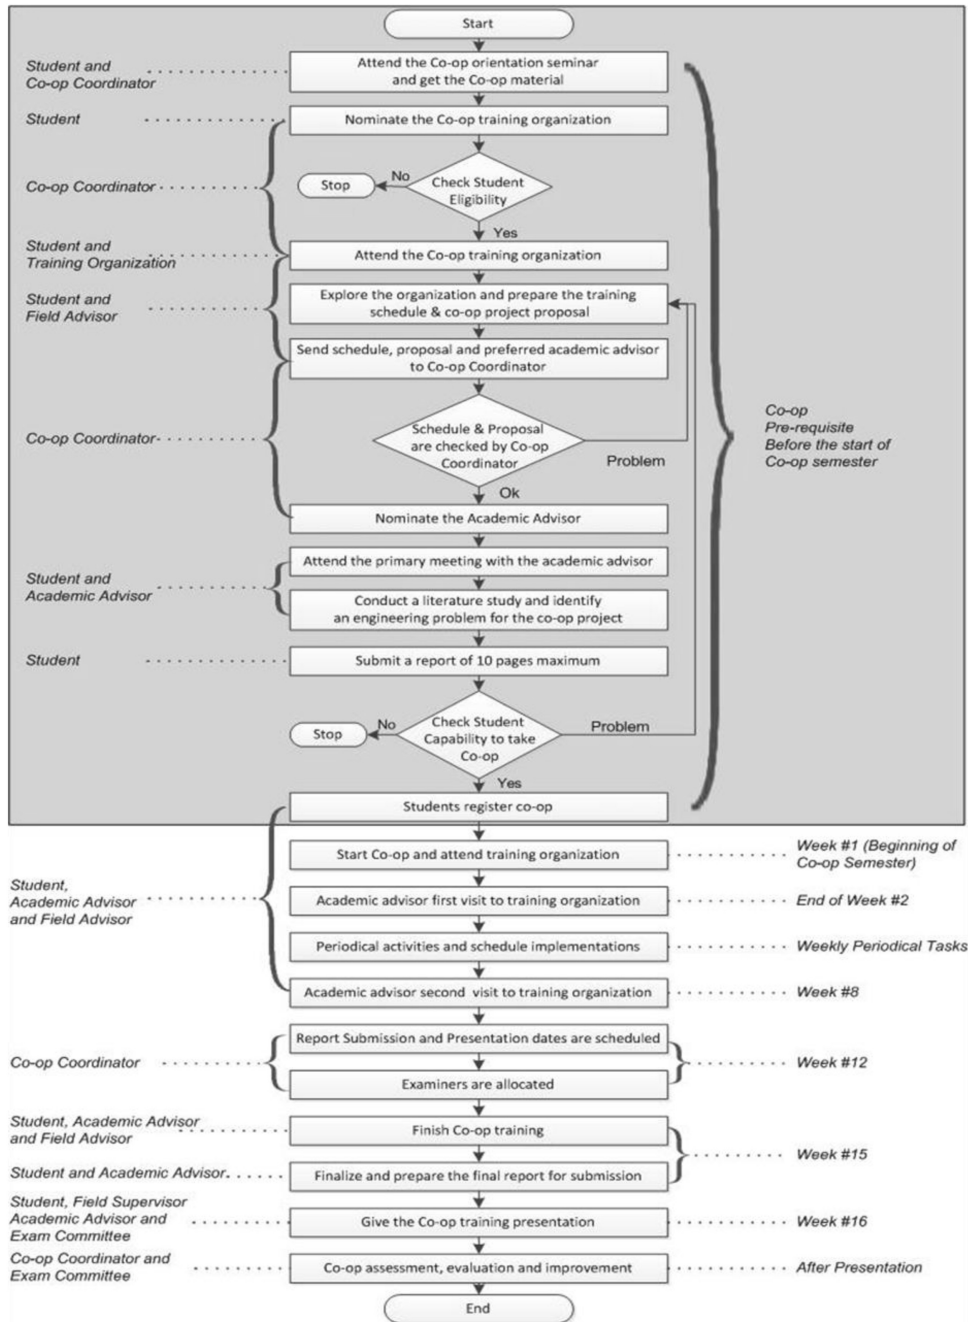 Start
Student and
Co-op Coordinator
Attend the Co-op orientation seminar
and get the Co-op material
Student
Nominate the Co-op training organization
Co-op Coordinator
Stop
No
Check Student
Eligibility
Yes
Student and
Training Organization
Attend the Co-op training organization
Student and
Field Advisor
Explore the organization and prepare the training
schedule & co-op project proposal
Send schedule, proposal and preferred academic advisor
to Co-op Coordinator
Co-op Coordinator
Schedule & Proposal
are checked by Co-op
Coordinator
Problem
Co-op
Pre-requisite
Before the start of
Co-op semester
Ok
Nominate the Academic Advisor
Attend the primary meeting with the academic advisor
Student and
Academic Advisor
Conduct a literature study and identify
an engineering problem for the co-op project
Student
Submit a report of 10 pages maximum
Stop
No
Check Student
Capability to take
Co-op
Problem
Yes
Students register co-op
Start Co-op and attend training organization
Week #1 (Beginning of
Co-op Semester)
Student,
Academic Advisor
and Field Advisor
Academic advisor first visit to training organization
End of Week #2
Periodical activities and schedule implementations
Weekly Periodical Tasks
Academic advisor second visit to training organization
Week #8
Report Submission and Presentation dates are scheduled
Co-op Coordinator
Week #12
Examiners are allocated
Student, Academic Advisor
and Field Advisor
Finish Co-op training
Week #15
Student and Academic Advisor
Finalize and prepare the final report for submission
Student, Field Supervisor
Academic Advisor and
Exam Committee
Give the Co-op training presentation
Week #16
Co-op Coordinator and
Exam Committee
Co-op assessment, evaluation and improvement
After Presentation
End